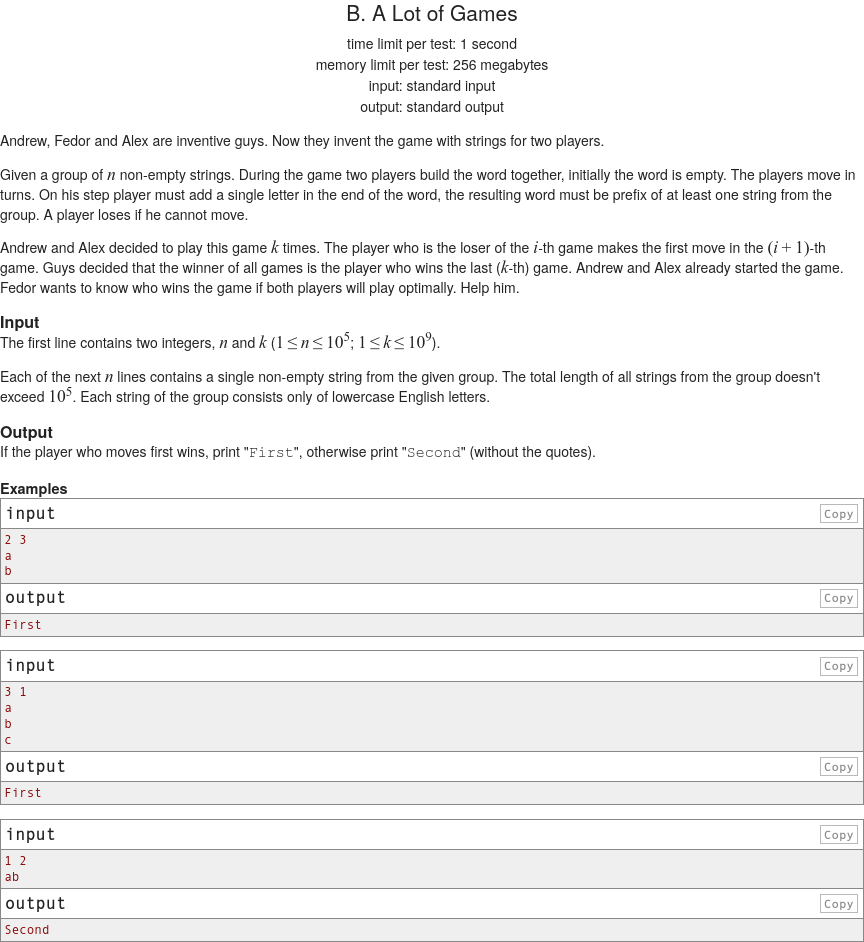 B. A Lot of Games
time limit per test: 1 second
memory limit per test: 256 megabytes
input: standard input
output: standard output
Andrew, Fedor and Alex are inventive guys. Now they invent the game with strings for two players.
Given a group of n non-empty strings. During the game two players build the word together, initially the word is empty. The players move in
turns. On his step player must add a single letter in the end of the word, the resulting word must be prefix of at least one string from the
group. A player loses if he cannot move.
Andrew and Alex decided to play this game k times. The player who is the loser of the i-th game makes the first move in the (i + 1)-th
game. Guys decided that the winner of all games is the player who wins the last (k-th) game. Andrew and Alex already started the game.
Fedor wants to know who wins the game if both players will play optimally. Help him.
Input
The first line contains two integers, n and k (1 ≤ n ≤ 10^5; 1 ≤ k ≤ 10^9).
Each of the next n lines contains a single non-empty string from the given group. The total length of all strings from the group doesn't
exceed 10^5. Each string of the group consists only of lowercase English letters.
Output
If the player who moves first wins, print "First", otherwise print "Second" (without the quotes).
Examples
input Copy
2 3
a
b
output Copy
First
input Copy
3 1
a
b
c
output Copy
First
input Copy
1 2
ab
output Copy
Second